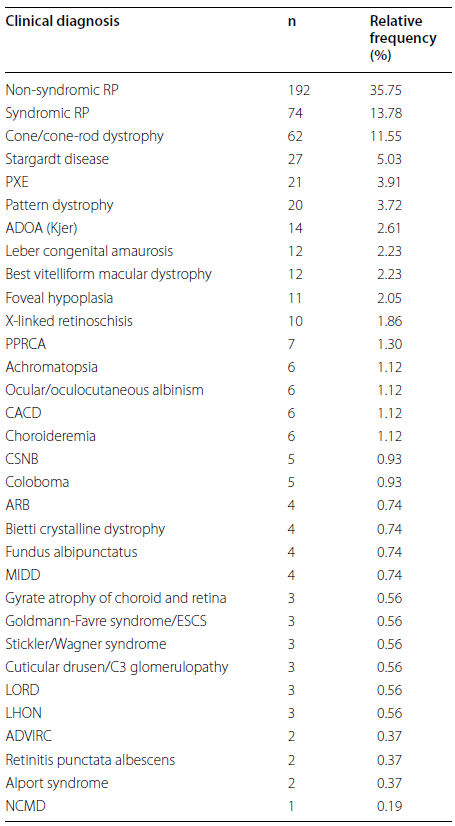 Clinical diagnosis n Relative
frequency
(%)
Non-syndromic RP 192 35.75
Syndromic RP 74 13.78
Cone/cone-rod dystrophy 62 11.55
Stargardt disease 27 5.03
PXE 21 3.91
Pattern dystrophy 20 3.72
ADOA (Kjer) 14 2.61
Leber congenital amaurosis 12 2.23
Best vitelliform macular dystrophy 12 2.23
Foveal hypoplasia 11 2.05
X-linked retinoschisis 10 1.86
PPRCA 7 1.30
Achromatopsia 6 1.12
Ocular/oculocutaneous albinism 6 1.12
CACD 6 1.12
Choroideremia 6 1.12
CSNB 5 0.93
Coloboma 5 0.93
ARB 4 0.74
Bietti crystalline dystrophy 4 0.74
Fundus albipunctatus 4 0.74
MIDD 4 0.74
Gyrate atrophy of choroid and retina 3 0.56
Goldmann-Favre syndrome/ESCS 3 0.56
Stickler/Wagner syndrome 3 0.56
Cuticular drusen/C3 glomerulopathy 3 0.56
LORD 3 0.56
LHON 3 0.56
ADVIRC 2 0.37
Retinitis punctata albescens 2 0.37
Alport syndrome 2 0.37
NCMD 1 0.19